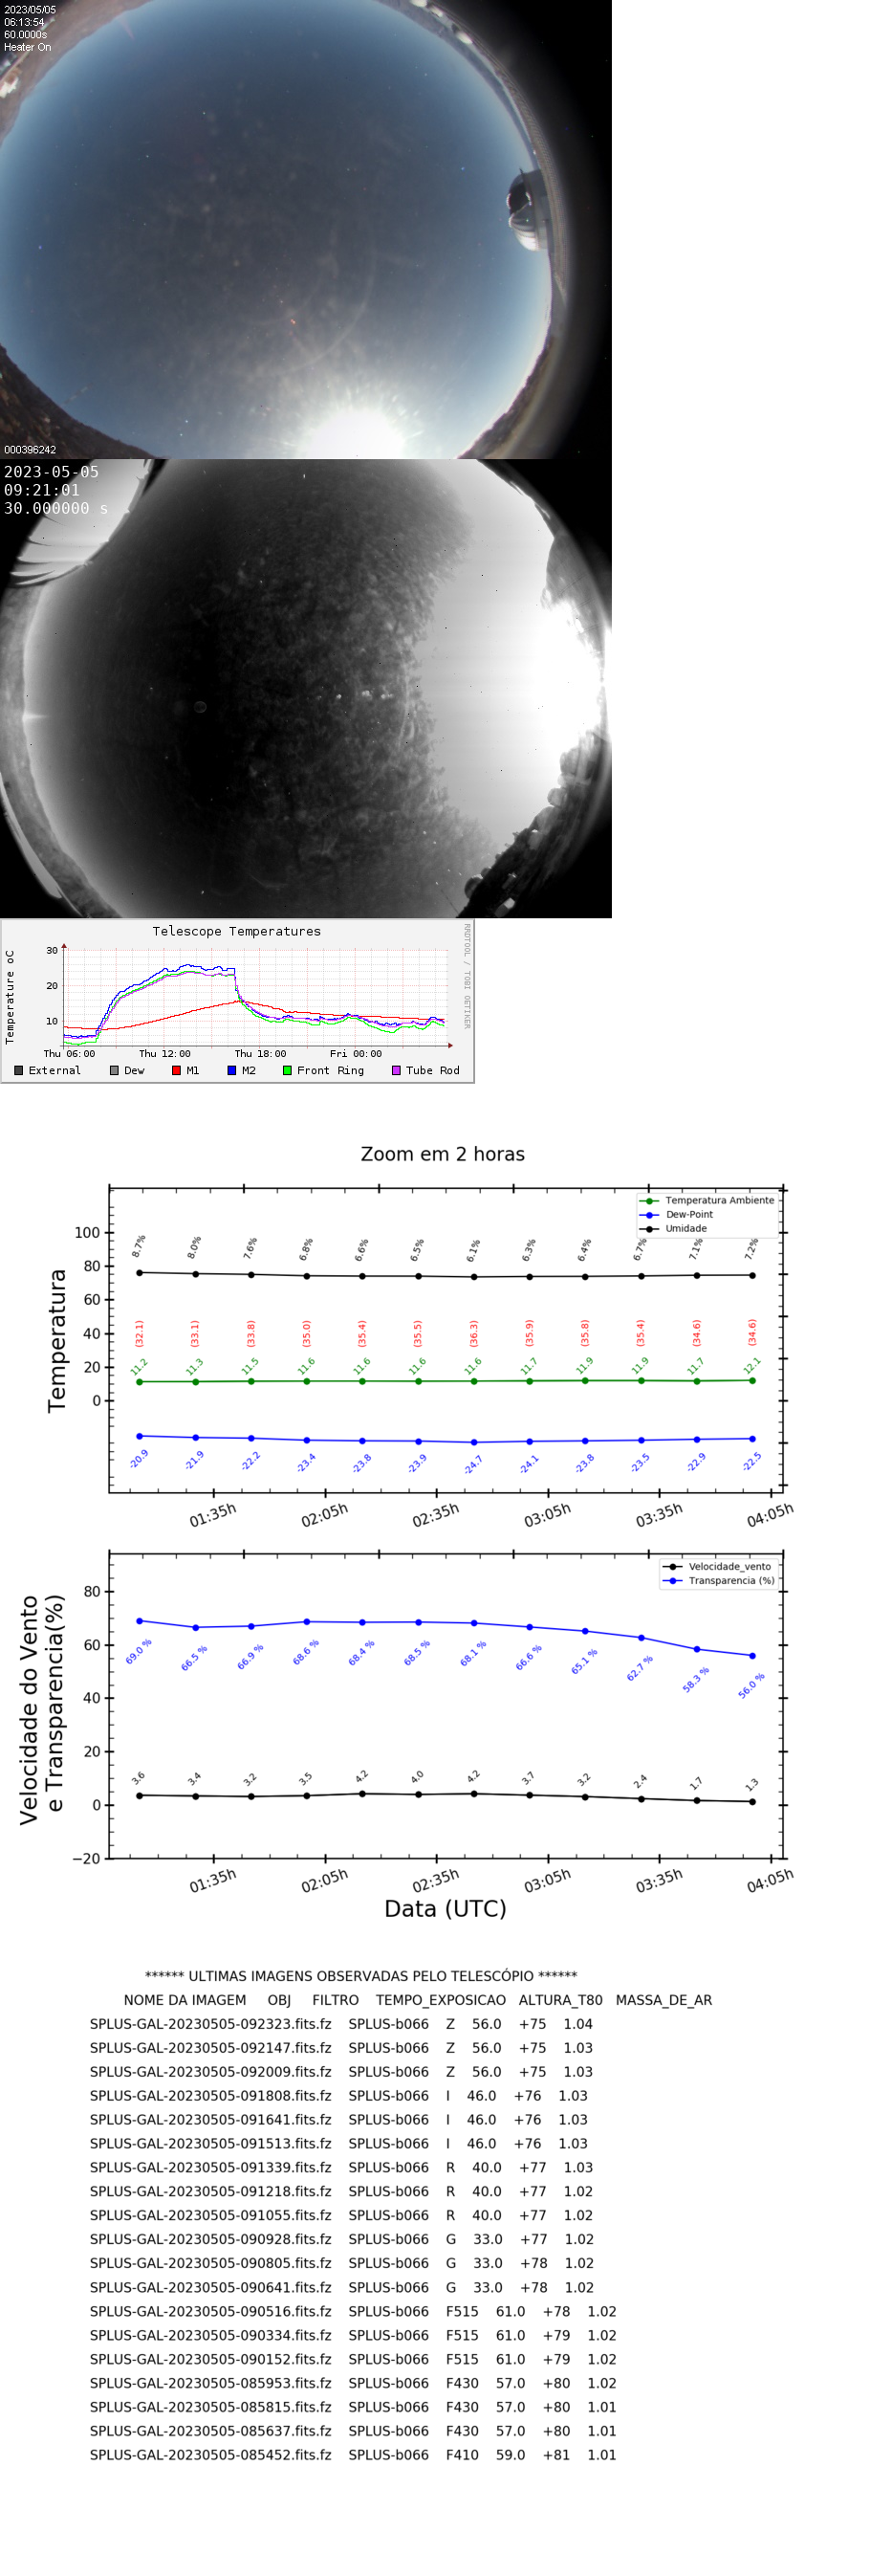 2023/05/05
06:13:54
60.0000s
Heater On
000396242
2023-05-05
09:21:01
30.000000 s
Telescope Temperatures
RRDTOOL / TOBI OETIKER
Temperature oC
30
20
10
Thu 06:00 Thu 12:00 Thu 18:00 Fri 00:00
External Dew M1 M2 Front Ring Tube Rod
Zoom em 2 horas
Temperatura
Temperatura Ambiente
Dew-Point
Umidade
100
80
60
40
20
0
8.7% 8.0% 7.6% 6.8% 6.6% 6.5% 6.1% 6.3% 6.4% 6.7% 7.1% 7.2%
(32.1) (33.1) (33.8) (35.0) (35.4) (35.5) (36.3) (35.9) (35.8) (35.4) (34.6) (34.6)
11.2 11.3 11.5 11.6 11.6 11.6 11.6 11.7 11.9 11.9 11.7 12.1
-20.9 -21.9 -22.2 -23.4 -23.8 -23.9 -24.7 -24.1 -23.8 -23.5 -22.9 -22.5
01:35h 02:05h 02:35h 03:05h 03:35h 04:05h
Velocidade do Vento
e Transparencia(%)
Velocidade_vento
Transparencia (%)
80
60
40
20
0
−20
69.0 % 66.5 % 66.9 % 68.6 % 68.4 % 68.5 % 68.1 % 66.6 % 65.1 % 62.7 % 58.3 % 56.0 %
3.6 3.4 3.2 3.5 4.2 4.0 4.2 3.7 3.2 2.4 1.7 1.3
01:35h 02:05h 02:35h 03:05h 03:35h 04:05h
Data (UTC)
****** ULTIMAS IMAGENS OBSERVADAS PELO TELESCÓPIO ******
NOME DA IMAGEM OBJ FILTRO TEMPO_EXPOSICAO ALTURA_T80 MASSA_DE_AR
SPLUS-GAL-20230505-092323.fits.fz SPLUS-b066 Z 56.0 +75 1.04
SPLUS-GAL-20230505-092147.fits.fz SPLUS-b066 Z 56.0 +75 1.03
SPLUS-GAL-20230505-092009.fits.fz SPLUS-b066 Z 56.0 +75 1.03
SPLUS-GAL-20230505-091808.fits.fz SPLUS-b066 I 46.0 +76 1.03
SPLUS-GAL-20230505-091641.fits.fz SPLUS-b066 I 46.0 +76 1.03
SPLUS-GAL-20230505-091513.fits.fz SPLUS-b066 I 46.0 +76 1.03
SPLUS-GAL-20230505-091339.fits.fz SPLUS-b066 R 40.0 +77 1.03
SPLUS-GAL-20230505-091218.fits.fz SPLUS-b066 R 40.0 +77 1.02
SPLUS-GAL-20230505-091055.fits.fz SPLUS-b066 R 40.0 +77 1.02
SPLUS-GAL-20230505-090928.fits.fz SPLUS-b066 G 33.0 +77 1.02
SPLUS-GAL-20230505-090805.fits.fz SPLUS-b066 G 33.0 +78 1.02
SPLUS-GAL-20230505-090641.fits.fz SPLUS-b066 G 33.0 +78 1.02
SPLUS-GAL-20230505-090516.fits.fz SPLUS-b066 F515 61.0 +78 1.02
SPLUS-GAL-20230505-090334.fits.fz SPLUS-b066 F515 61.0 +79 1.02
SPLUS-GAL-20230505-090152.fits.fz SPLUS-b066 F515 61.0 +79 1.02
SPLUS-GAL-20230505-085953.fits.fz SPLUS-b066 F430 57.0 +80 1.02
SPLUS-GAL-20230505-085815.fits.fz SPLUS-b066 F430 57.0 +80 1.01
SPLUS-GAL-20230505-085637.fits.fz SPLUS-b066 F430 57.0 +80 1.01
SPLUS-GAL-20230505-085452.fits.fz SPLUS-b066 F410 59.0 +81 1.01